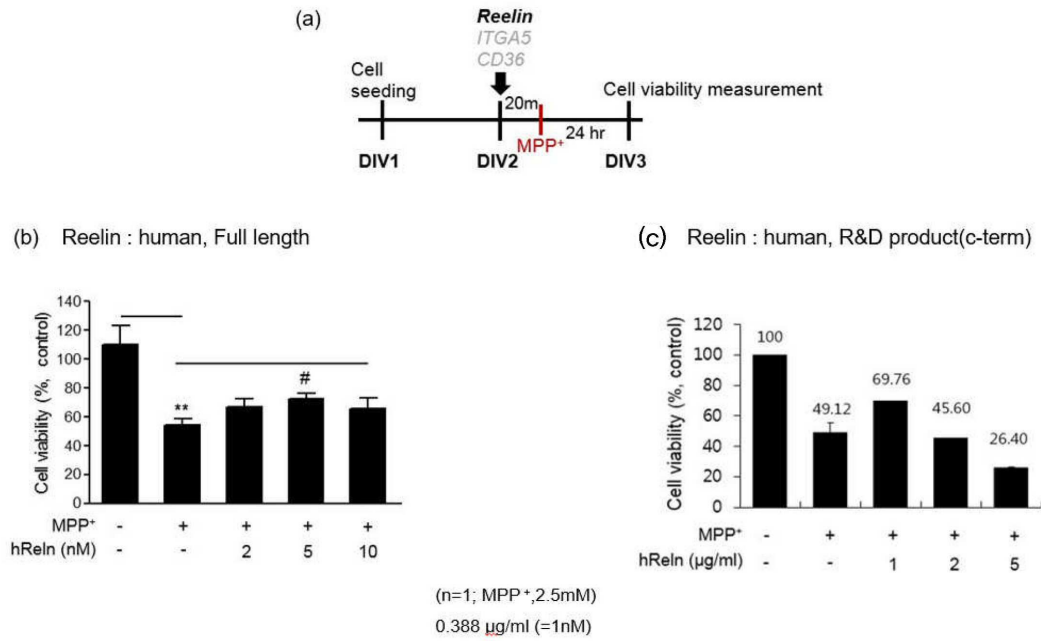 (a)
Reelin
ITGA5
CD36
Cell
seeding
20m
Cell viability measurement
24 hr
MPP⁺
DIV1
DIV2
DIV3
(b) Reelin : human, Full length
Cell viability (%, control)
140
120
100
80
60
40
20
0
**
#
MPP⁺ - + + + +
hReln (nM) - - 2 5 10
(c) Reelin : human, R&D product(c-term)
Cell viability (%, control)
120
100
80
60
40
20
0
100
49.12
69.76
45.60
26.40
MPP⁺ - + + + +
hReln (μg/ml) - - 1 2 5
(n=1; MPP⁺,2.5mM)
0.388 μg/ml (=1nM)